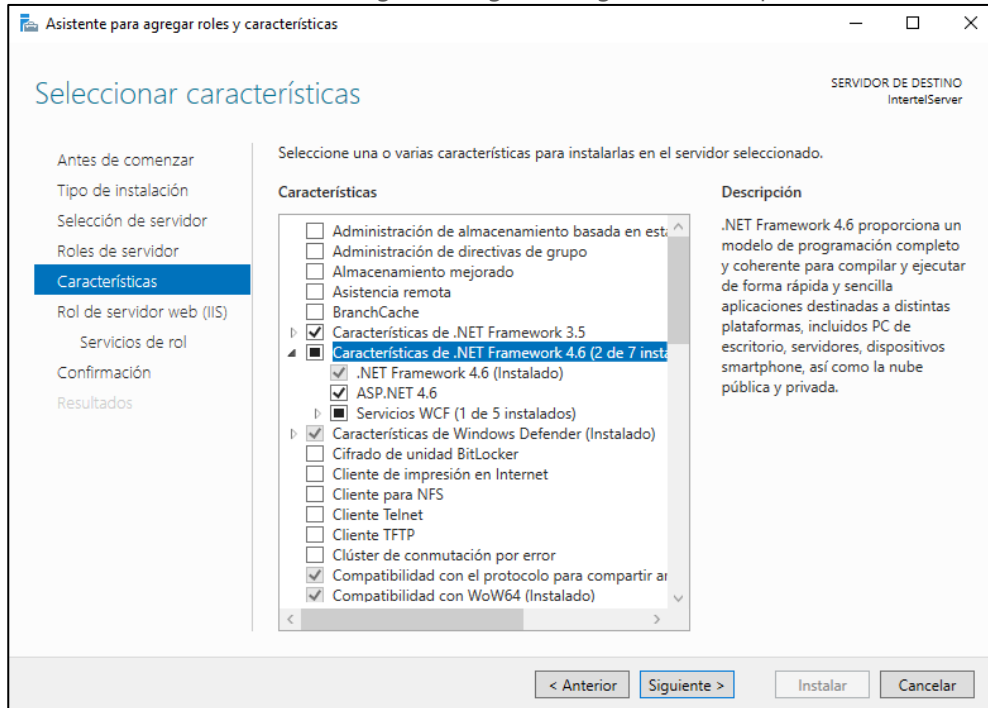 Asistente para agregar roles y características
Seleccionar características
SERVIDOR DE DESTINO
IntertelServer
Antes de comenzar
Tipo de instalación
Selección de servidor
Roles de servidor
Características
Rol de servidor web (IIS)
Servicios de rol
Confirmación
Resultados
Seleccione una o varias características para instalarlas en el servidor seleccionado.
Características
Administración de almacenamiento basada en está
Administración de directivas de grupo
Almacenamiento mejorado
Asistencia remota
BranchCache
Características de .NET Framework 3.5
Características de .NET Framework 4.6 (2 de 7 insta
.NET Framework 4.6 (Instalado)
ASP.NET 4.6
Servicios WCF (1 de 5 instalados)
Características de Windows Defender (Instalado)
Cifrado de unidad BitLocker
Cliente de impresión en Internet
Cliente para NFS
Cliente Telnet
Cliente TFTP
Clúster de conmutación por error
Compatibilidad con el protocolo para compartir ar
Compatibilidad con WoW64 (Instalado)
Descripción
.NET Framework 4.6 proporciona un
modelo de programación completo
y coherente para compilar y ejecutar
de forma rápida y sencilla
aplicaciones destinadas a distintas
plataformas, incluidos PC de
escritorio, servidores, dispositivos
smartphone, así como la nube
pública y privada.
< Anterior
Siguiente >
Instalar
Cancelar